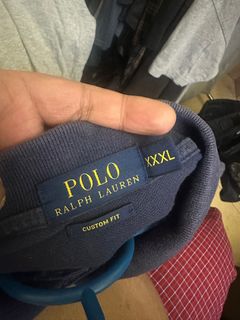 POLO
RALPH LAUREN
CUSTOM FIT
XXXL